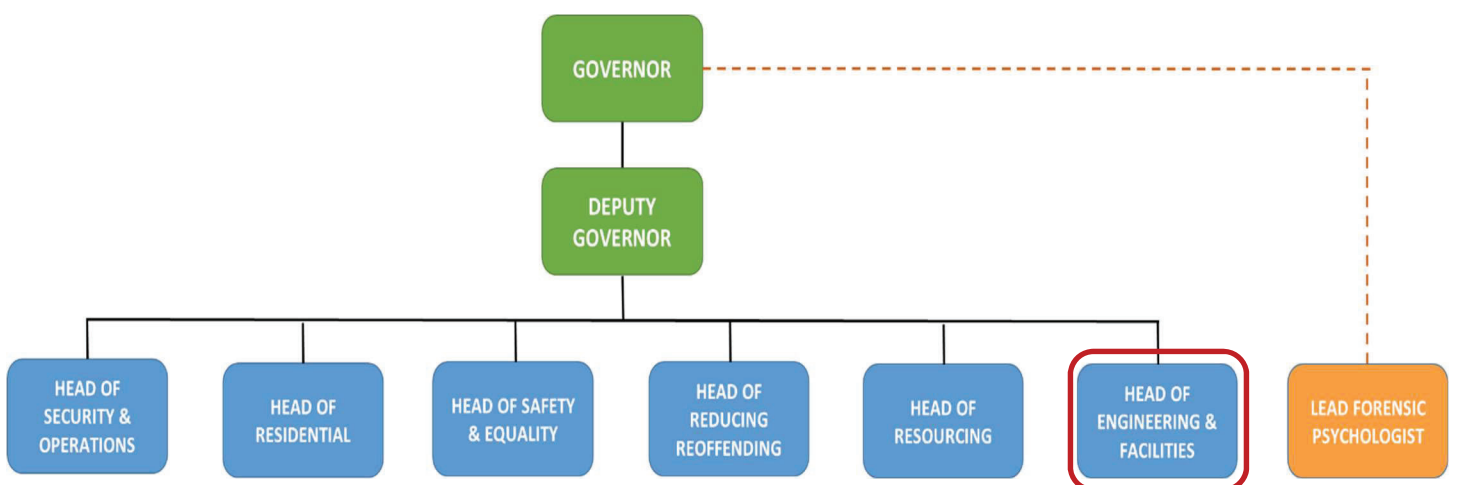 GOVERNOR
DEPUTY
GOVERNOR
HEAD OF
SECURITY &
OPERATIONS
HEAD OF
RESIDENTIAL
HEAD OF SAFETY
& EQUALITY
HEAD OF
REDUCING
REOFFENDING
HEAD OF
RESOURCING
HEAD OF
ENGINEERING &
FACILITIES
LEAD FORENSIC
PSYCHOLOGIST